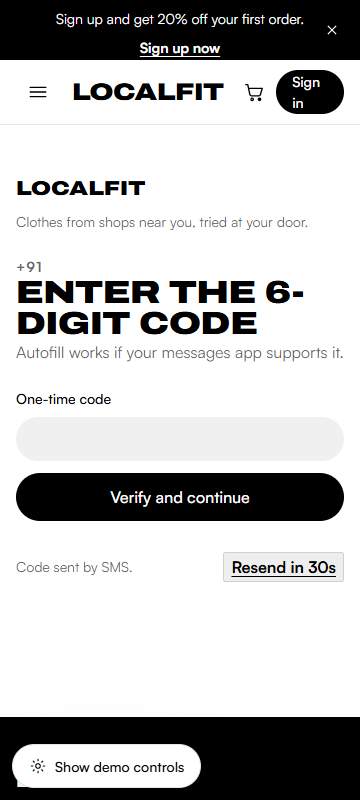 Sign up and get 20% off your first order.
Sign up now
LOCALFIT
Sign
in
LOCALFIT
Clothes from shops near you, tried at your door.
+91
ENTER THE 6-
DIGIT CODE
Autofill works if your messages app supports it.
One-time code
Verify and continue
Code sent by SMS.
Resend in 30s
Show demo controls